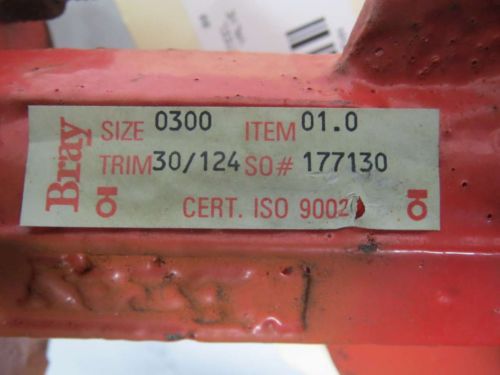 Bray
SIZE 0300 ITEM 01.0
TRIM 30/124 SO# 177130
CERT. ISO 9002